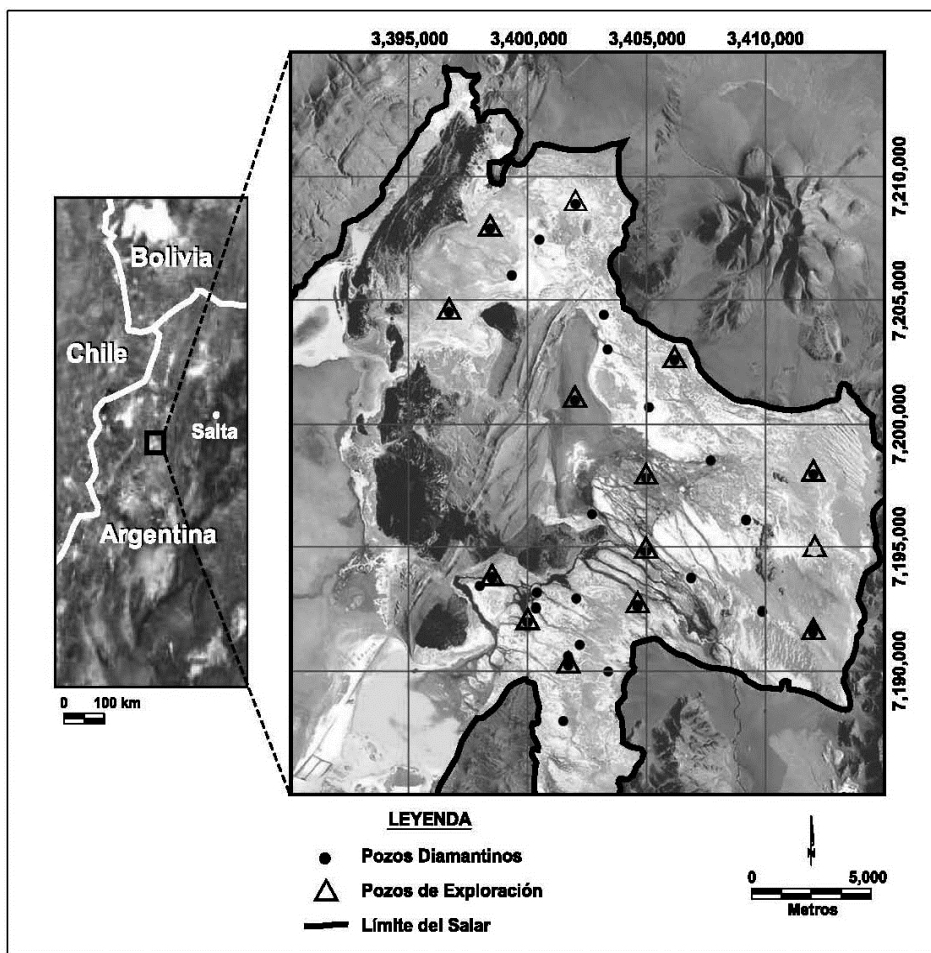 3,395,000 3,400,000 3,405,000 3,410,000
7,210,000
7,205,000
7,200,000
7,195,000
7,190,000
Bolivia
Chile
Salta
Argentina
0 100 km
LEYENDA
Pozos Diamantinos
Pozos de Exploración
Límite del Salar
0 5,000
Metros